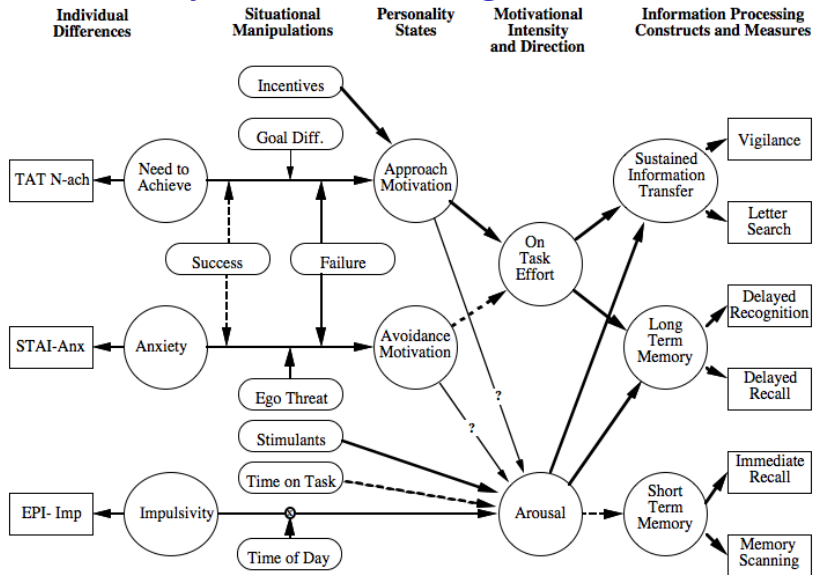 Individual
Differences
Situational
Manipulations
Personality
States
Motivational
Intensity
and Direction
Information Processing
Constructs and Measures
Incentives
Goal Diff.
TAT N-ach
Need to
Achieve
Approach
Motivation
Sustained
Information
Transfer
Vigilance
Letter
Search
Success
Failure
On
Task
Effort
STAI-Anx
Anxiety
Avoidance
Motivation
Long
Term
Memory
Delayed
Recognition
Delayed
Recall
Ego Threat
?
?
Stimulants
Time on Task
EPI- Imp
Impulsivity
x
Arousal
Short
Term
Memory
Immediate
Recall
Memory
Scanning
Time of Day